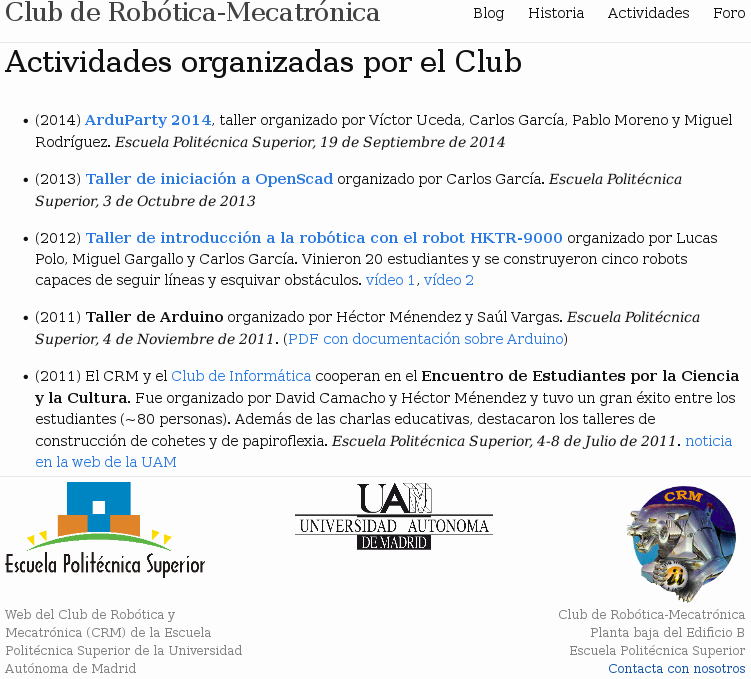 Club de Robótica-Mecatrónica
Blog Historia Actividades Foro
Actividades organizadas por el Club
• (2014) ArduParty 2014, taller organizado por Víctor Uceda, Carlos García, Pablo Moreno y Miguel
Rodríguez. Escuela Politécnica Superior, 19 de Septiembre de 2014
• (2013) Taller de iniciación a OpenScad organizado por Carlos García. Escuela Politécnica
Superior, 3 de Octubre de 2013
• (2012) Taller de introducción a la robótica con el robot HKTR-9000 organizado por Lucas
Polo, Miguel Gargallo y Carlos García. Vinieron 20 estudiantes y se construyeron cinco robots
capaces de seguir líneas y esquivar obstáculos. vídeo 1, vídeo 2
• (2011) Taller de Arduino organizado por Héctor Ménendez y Saúl Vargas. Escuela Politécnica
Superior, 4 de Noviembre de 2011. (PDF con documentación sobre Arduino)
• (2011) El CRM y el Club de Informática cooperan en el Encuentro de Estudiantes por la Ciencia
y la Cultura. Fue organizado por David Camacho y Héctor Ménendez y tuvo un gran éxito entre los
estudiantes (~80 personas). Además de las charlas educativas, destacaron los talleres de
construcción de cohetes y de papiroflexia. Escuela Politécnica Superior, 4-8 de Julio de 2011. noticia
en la web de la UAM
Escuela Politécnica Superior
UAM
UNIVERSIDAD AUTONOMA
DE MADRID
CRM
Web del Club de Robótica y
Mecatrónica (CRM) de la Escuela
Politécnica Superior de la Universidad
Autónoma de Madrid
Club de Robótica-Mecatrónica
Planta baja del Edificio B
Escuela Politécnica Superior
Contacta con nosotros